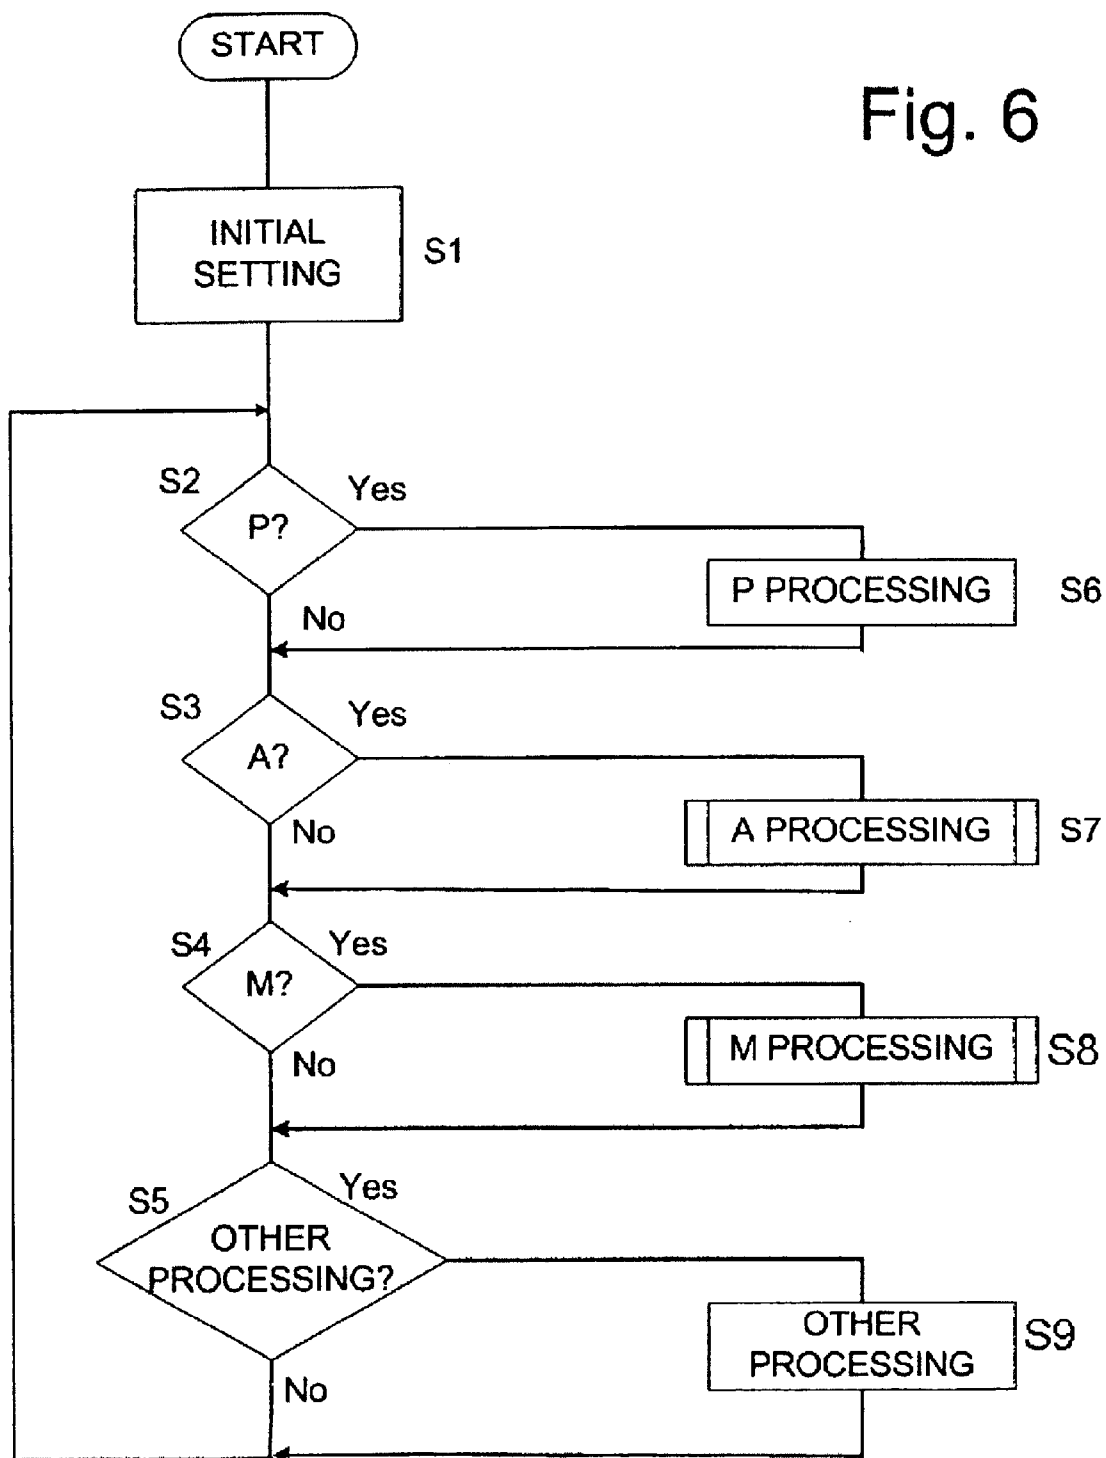 START
Fig. 6
INITIAL
SETTING
S1
S2
Yes
P?
P PROCESSING
S6
No
S3
Yes
A?
No
A PROCESSING
S7
S4
Yes
M?
M PROCESSING
S8
No
S5
Yes
OTHER
PROCESSING?
OTHER
PROCESSING
S9
No